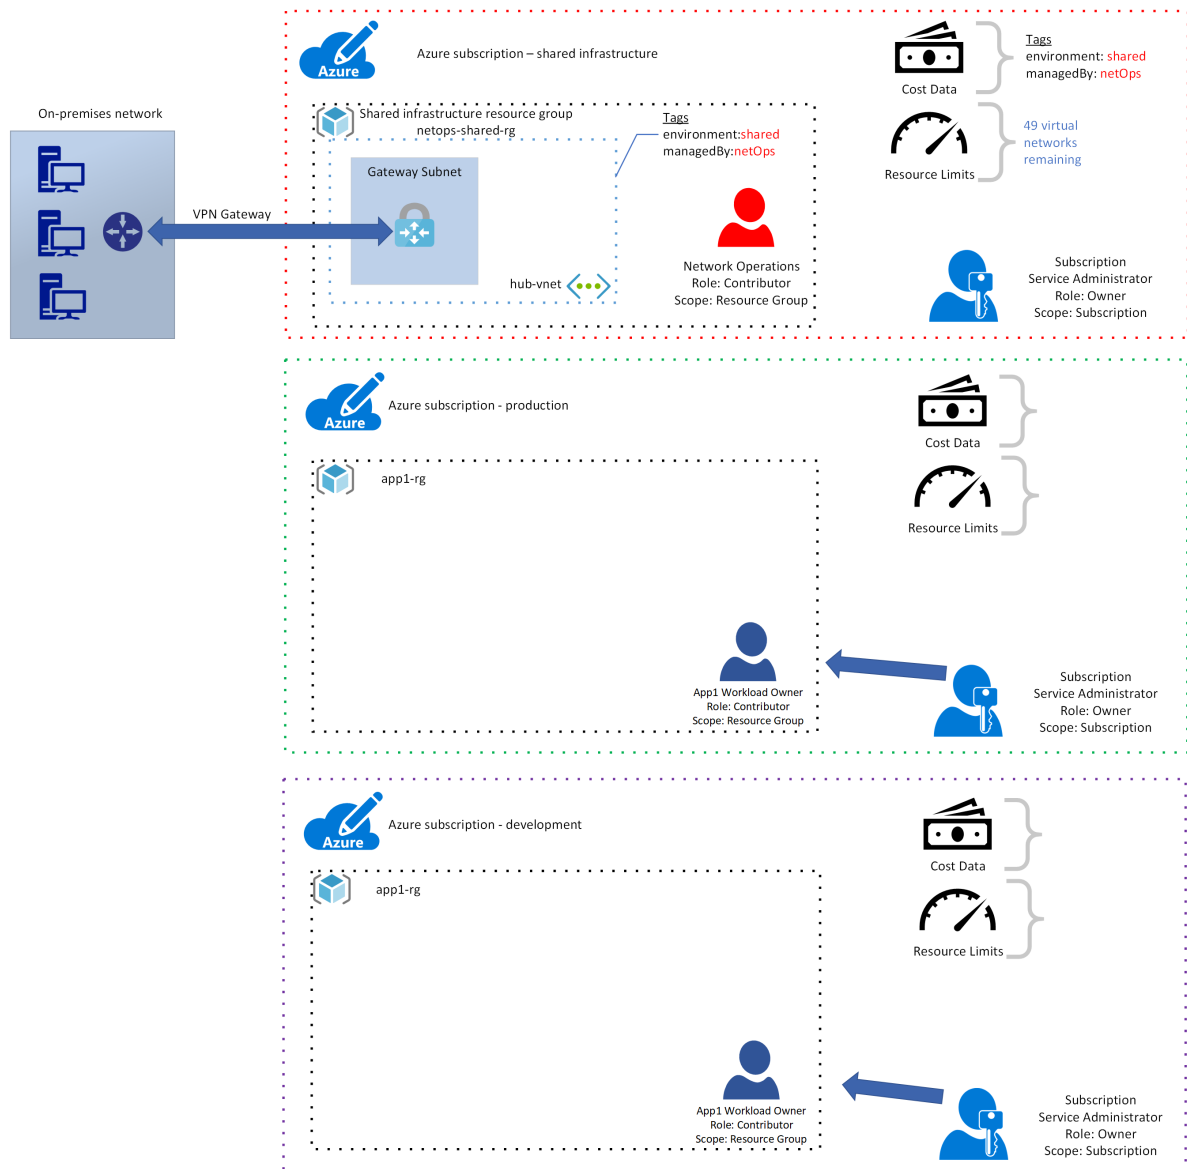 On-premises network
VPN Gateway
Azure
Azure subscription – shared infrastructure
Shared infrastructure resource group
netops-shared-rg
Gateway Subnet
hub-vnet
Tags
environment:shared
managedBy:netOps
Network Operations
Role: Contributor
Scope: Resource Group
Cost Data
Tags
environment: shared
managedBy: netOps
Resource Limits
49 virtual
networks
remaining
Subscription
Service Administrator
Role: Owner
Scope: Subscription
Azure
Azure subscription - production
app1-rg
App1 Workload Owner
Role: Contributor
Scope: Resource Group
Cost Data
Resource Limits
Subscription
Service Administrator
Role: Owner
Scope: Subscription
Azure
Azure subscription - development
app1-rg
App1 Workload Owner
Role: Contributor
Scope: Resource Group
Cost Data
Resource Limits
Subscription
Service Administrator
Role: Owner
Scope: Subscription